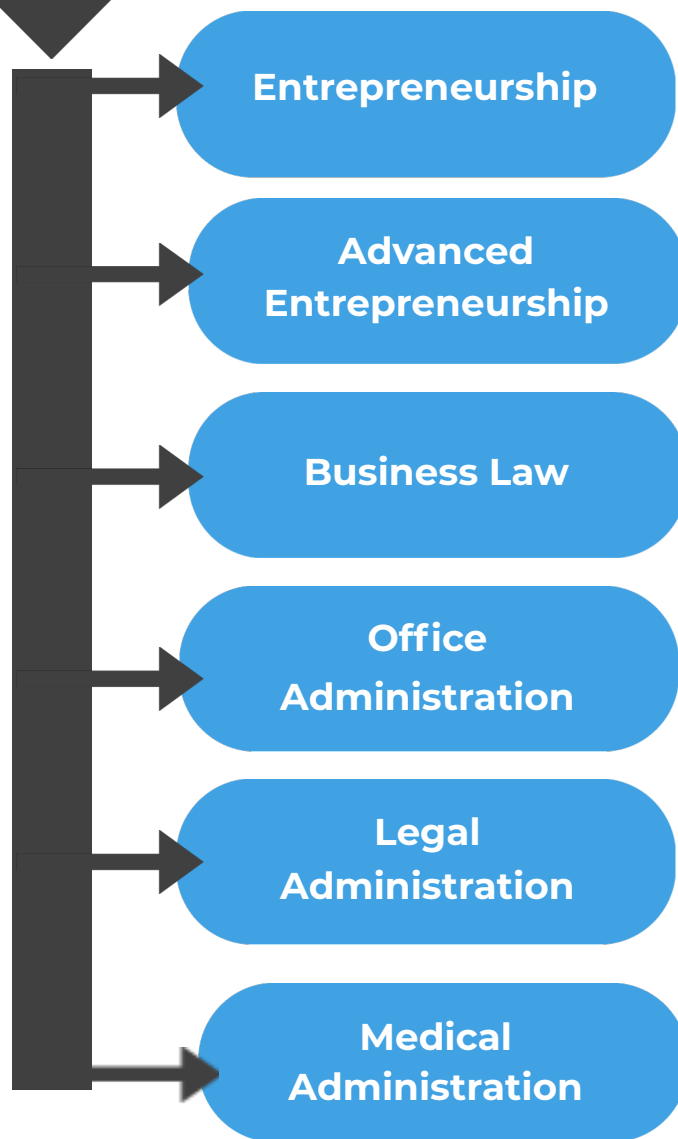 Entrepreneurship
Advanced
Entrepreneurship
Business Law
Office
Administration
Legal
Administration
Medical
Administration